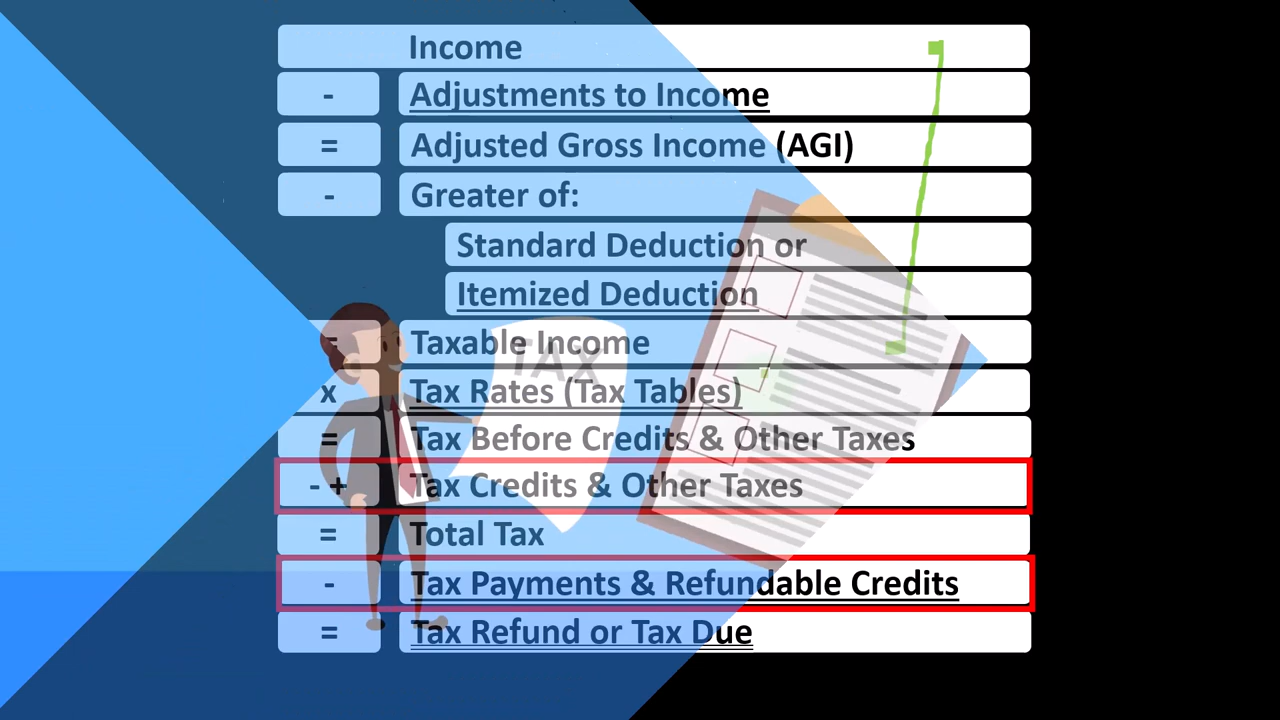 Income
- Adjustments to Income
= Adjusted Gross Income (AGI)
- Greater of:
Standard Deduction or
Itemized Deduction
= Taxable Income
x Tax Rates (Tax Tables)
= Tax Before Credits & Other Taxes
- + Tax Credits & Other Taxes
= Total Tax
- Tax Payments & Refundable Credits
= Tax Refund or Tax Due
TAX